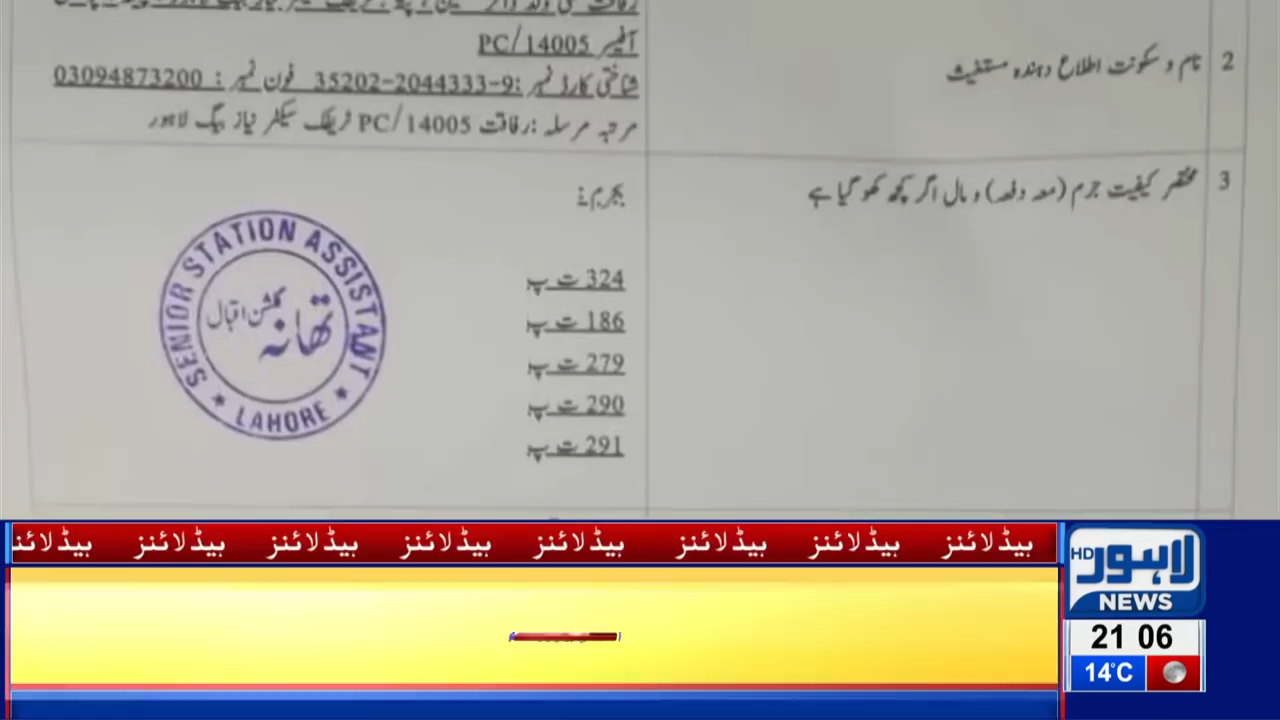 آفیسر PC/14005
شناختی کارڈ نمبر :9-2044333-35202 فون نمبر : 03094873200
مرتبہ مرسلہ :رفاقت PC/14005 ٹریفک سیکٹر نیاز بیگ لاہور
2 نام و سکونت اطلاع دہندہ مستغیث
3 مختصر کیفیت جرم (معہ دفعہ) و مال اگر کچھ کھو گیا ہے
بجرم:
324 ت پ
186 ت پ
279 ت پ
290 ت پ
291 ت پ
SENIOR STATION ASSISTANT
تھانہ گلشن اقبال
LAHORE
ہیڈلائنز ہیڈلائنز ہیڈلائنز ہیڈلائنز ہیڈلائنز ہیڈلائنز ہیڈلائنز ہیڈلائنز
لاہور HD
NEWS
21 06
14°C